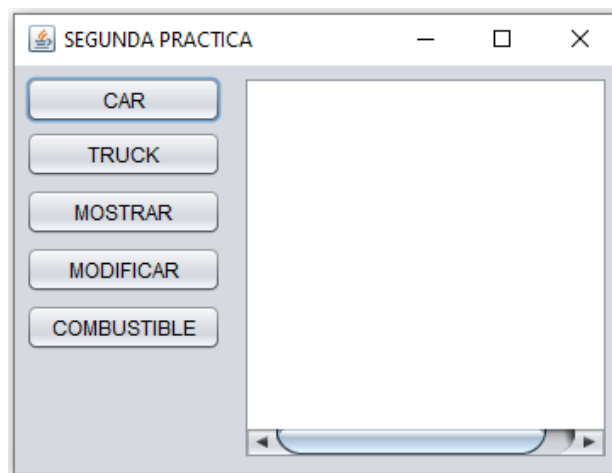 SEGUNDA PRACTICA
CAR
TRUCK
MOSTRAR
MODIFICAR
COMBUSTIBLE